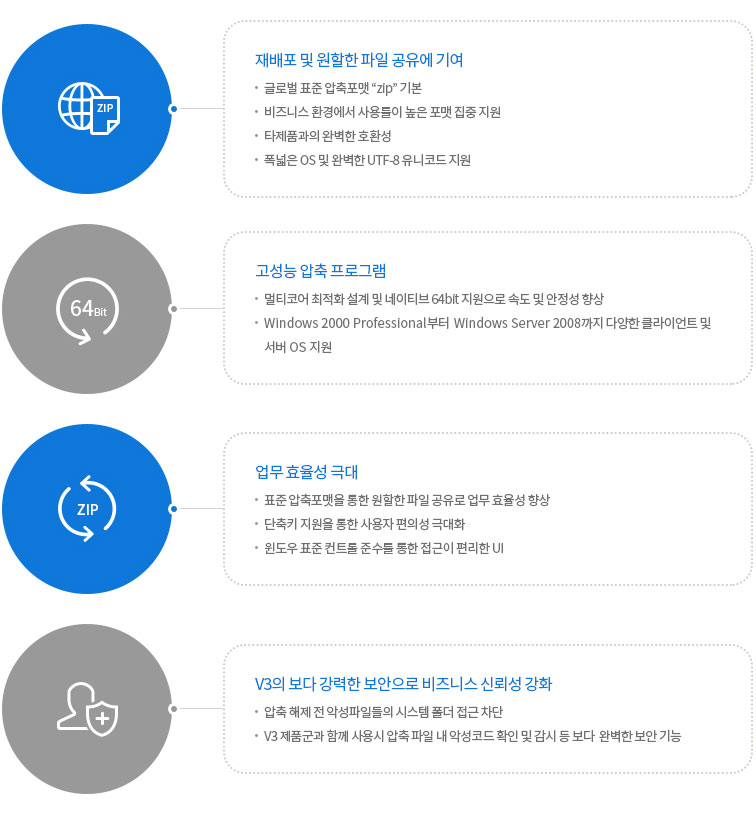 ZIP
재배포 및 원할한 파일 공유에 기여
· 글로벌 표준 압축포맷 “zip” 기본
· 비즈니스 환경에서 사용률이 높은 포맷 집중 지원
· 타제품과의 완벽한 호환성
· 폭넓은 OS 및 완벽한 UTF-8 유니코드 지원
64Bit
고성능 압축 프로그램
· 멀티코어 최적화 설계 및 네이티브 64bit 지원으로 속도 및 안정성 향상
· Windows 2000 Professional부터 Windows Server 2008까지 다양한 클라이언트 및
서버 OS 지원
ZIP
업무 효율성 극대
· 표준 압축포맷을 통한 원할한 파일 공유로 업무 효율성 향상
· 단축키 지원을 통한 사용자 편의성 극대화
· 윈도우 표준 컨트롤 준수를 통한 접근이 편리한 UI
V3의 보다 강력한 보안으로 비즈니스 신뢰성 강화
· 압축 해제 전 악성파일들의 시스템 폴더 접근 차단
· V3 제품군과 함께 사용시 압축 파일 내 악성코드 확인 및 감시 등 보다 완벽한 보안 기능